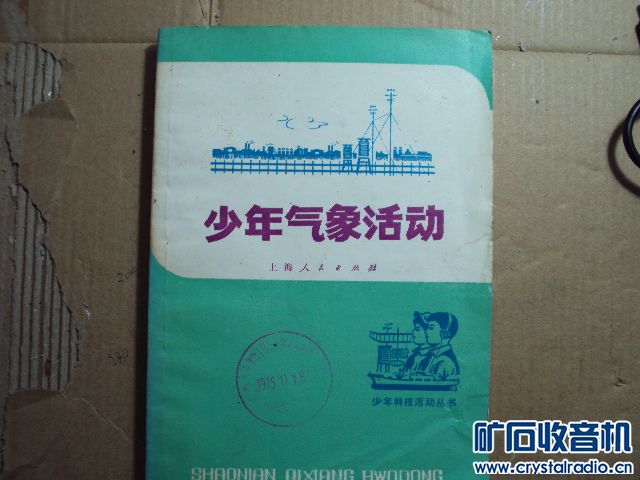 少年气象活动
上海人民出版社
1975.11.19
少年科技活动丛书
SHAONIAN QIXIANG HWODONG
矿石收音机
www.crystalradio.cn